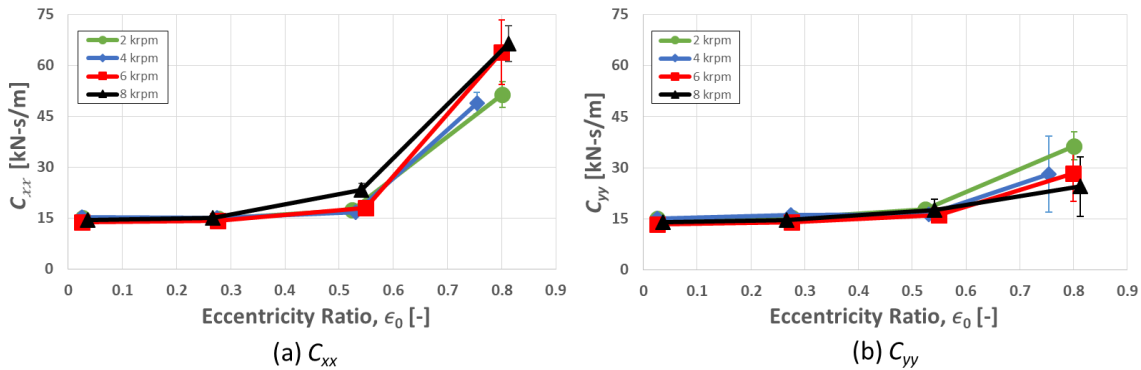 75
60
45
30
15
0
C_xx [kN-s/m]
2 krpm
4 krpm
6 krpm
8 krpm
0 0.1 0.2 0.3 0.4 0.5 0.6 0.7 0.8 0.9
Eccentricity Ratio, ϵ₀ [-]
(a) C_xx
75
60
45
30
15
0
C_yy [kN-s/m]
2 krpm
4 krpm
6 krpm
8 krpm
0 0.1 0.2 0.3 0.4 0.5 0.6 0.7 0.8 0.9
Eccentricity Ratio, ϵ₀ [-]
(b) C_yy